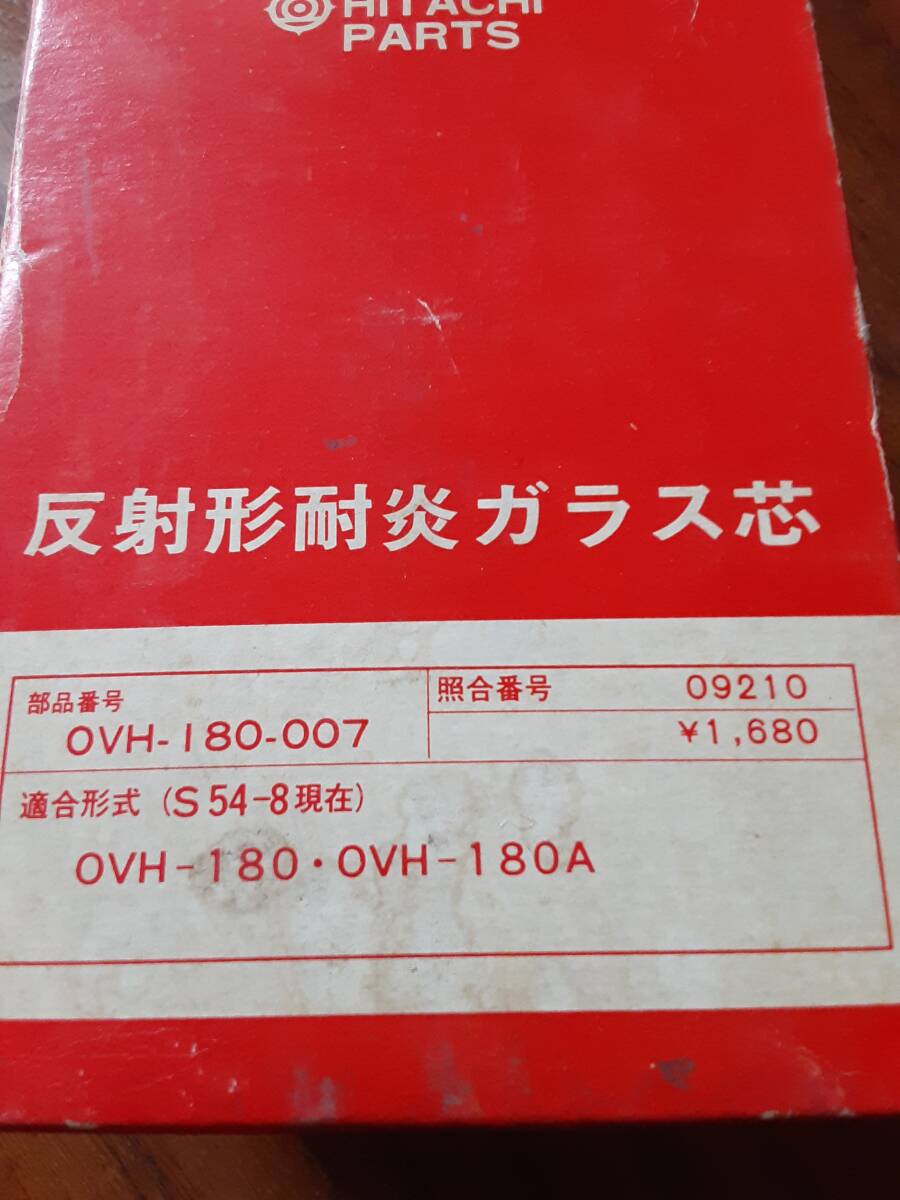 HITACHI
PARTS
反射形耐炎ガラス芯
部品番号
OVH-180-007
照合番号 09210
¥1,680
適合形式（S54-8現在）
OVH-180・OVH-180A